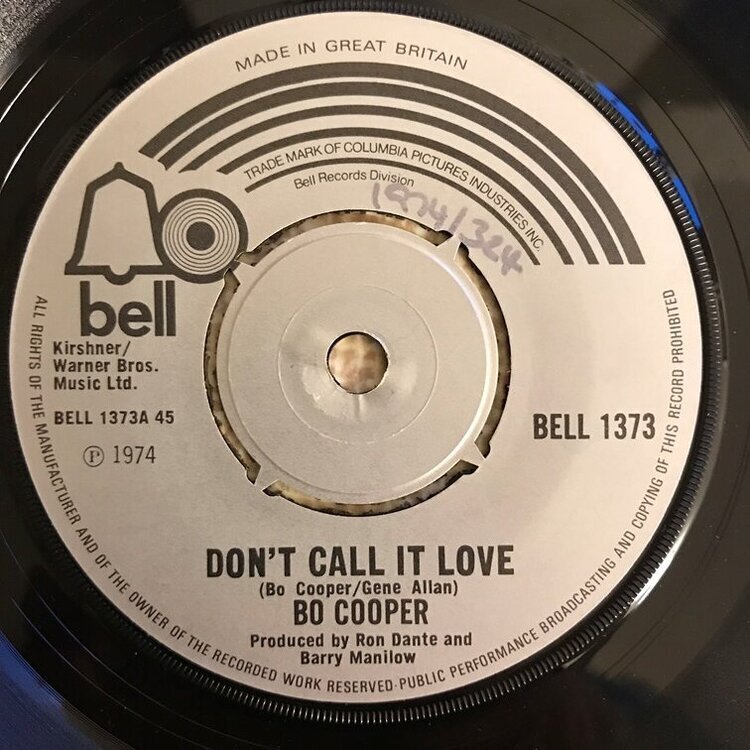 MADE IN GREAT BRITAIN
TRADE MARK OF COLUMBIA PICTURES INDUSTRIES INC.
Bell Records Division
1974/324
bell
Kirshner/
Warner Bros.
Music Ltd.
BELL 1373A 45
Ⓟ 1974
BELL 1373
DON'T CALL IT LOVE
(Bo Cooper/Gene Allan)
BO COOPER
Produced by Ron Dante and
Barry Manilow
ALL RIGHTS OF THE MANUFACTURER AND OF THE OWNER OF THE RECORDED WORK RESERVED·PUBLIC PERFORMANCE BROADCASTING AND COPYING OF THIS RECORD PROHIBITED